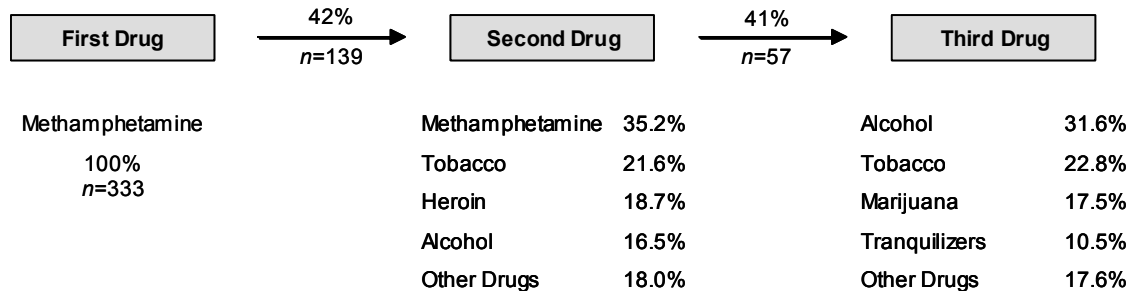 42% 41%
First Drug Second Drug Third Drug
n=139 n=57
Methamphetamine Methamphetamine 35.2% Alcohol 31.6%
100% Tobacco 21.6% Tobacco 22.8%
n=333
Heroin 18.7% Marijuana 17.5%
Alcohol 16.5% Tranquilizers 10.5%
Other Drugs 18.0% Other Drugs 17.6%